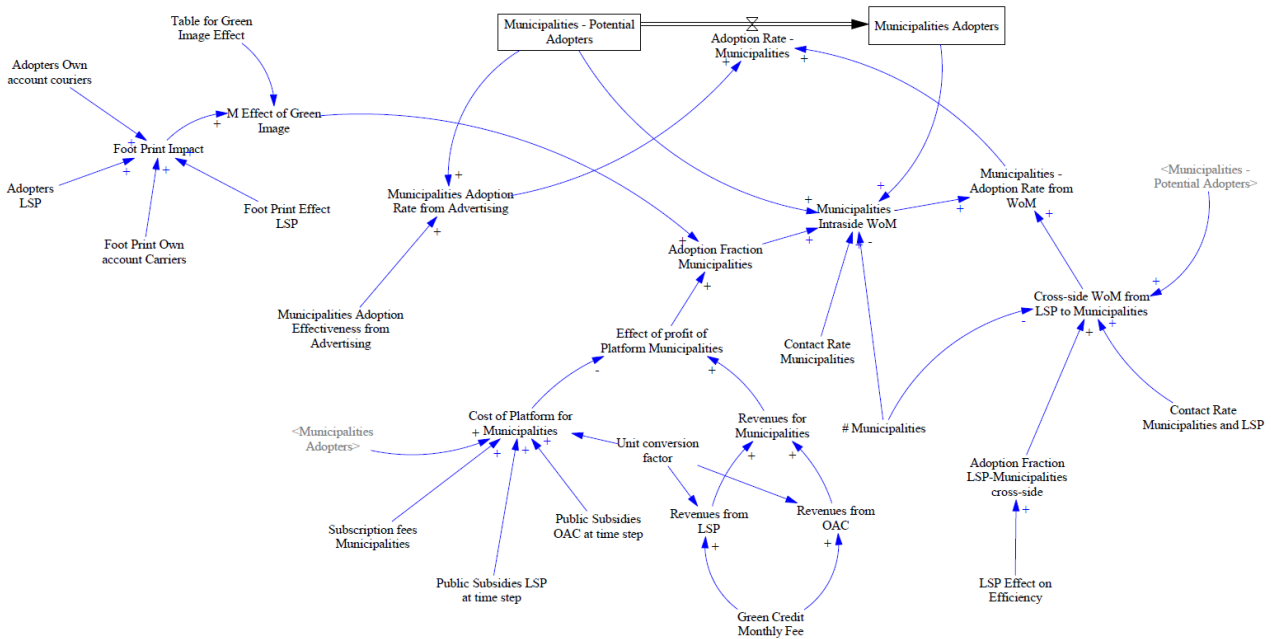 Table for Green
Image Effect
Municipalities - Potential
Adopters
Municipalities Adopters
Adoption Rate -
Municipalities
+
+
Adopters Own
account couriers
M Effect of Green
Image
+
+
+
Foot Print Impact
+
+
Adopters
LSP
Foot Print Effect
LSP
Foot Print Own
account Carriers
+
Municipalities Adoption
Rate from Advertising
+
Municipalities Adoption
Effectiveness from
Advertising
+
+
Municipalities
Intraside WoM
+
+
-
Municipalities -
Adoption Rate from
WoM
+
+
<Municipalities -
Potential Adopters>
+
Adoption Fraction
Municipalities
+
+
Cross-side WoM from
LSP to Municipalities
-
+
+
Effect of profit of
Platform Municipalities
-
+
Contact Rate
Municipalities
Cost of Platform for
Municipalities
+
+
+
+
<Municipalities
Adopters>
Unit conversion
factor
Revenues for
Municipalities
+
+
# Municipalities
Contact Rate
Municipalities and LSP
Adoption Fraction
LSP-Municipalities
cross-side
+
Subscription fees
Municipalities
Public Subsidies
OAC at time step
Revenues from
LSP
+
Revenues from
OAC
+
Public Subsidies LSP
at time step
LSP Effect on
Efficiency
Green Credit
Monthly Fee